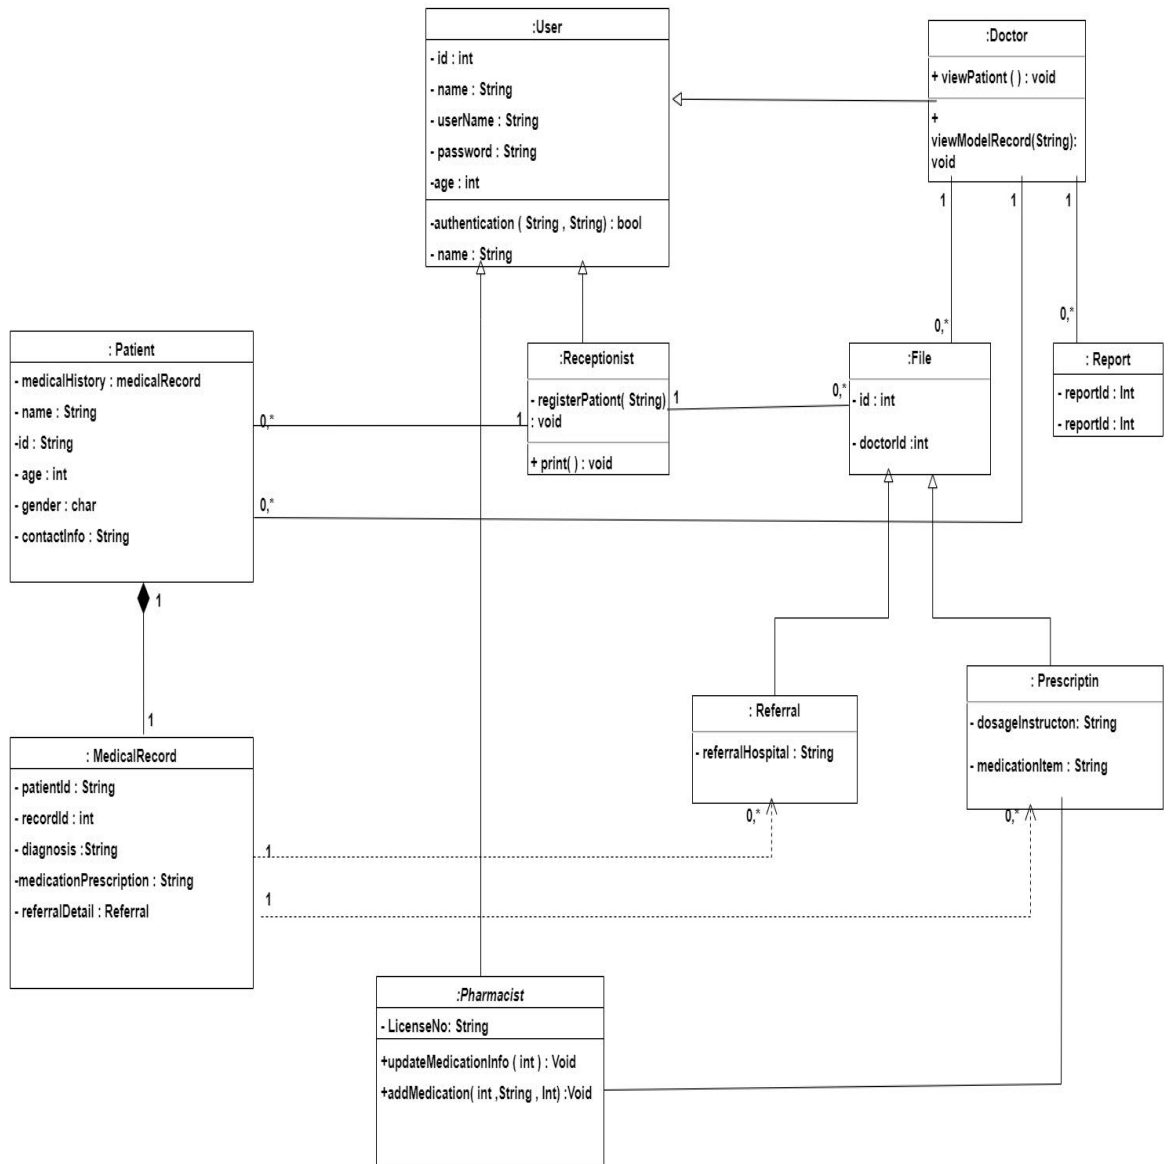 :User
- id : int
- name : String
- userName : String
- password : String
-age : int
-authentication ( String , String) : bool
- name : String
:Doctor
+ viewPationt ( ) : void
+
viewModelRecord(String):
void
1
1
1
0,*
0,*
: Patient
- medicalHistory : medicalRecord
- name : String
-id : String
- age : int
- gender : char
- contactInfo : String
0,*
1
0,*
:Receptionist
- registerPationt( String)
: void
+ print( ) : void
1
0,*
:File
- id : int
- doctorId :int
: Report
- reportId : Int
- reportId : Int
1
1
: MedicalRecord
- patientId : String
- recordId : int
- diagnosis :String
-medicationPrescription : String
- referralDetail : Referral
1
1
: Referral
- referralHospital : String
0,*
: Prescriptin
- dosageInstructon: String
- medicationItem : String
0,*
:Pharmacist
- LicenseNo: String
+updateMedicationInfo ( int ) : Void
+addMedication( int ,String , Int) :Void